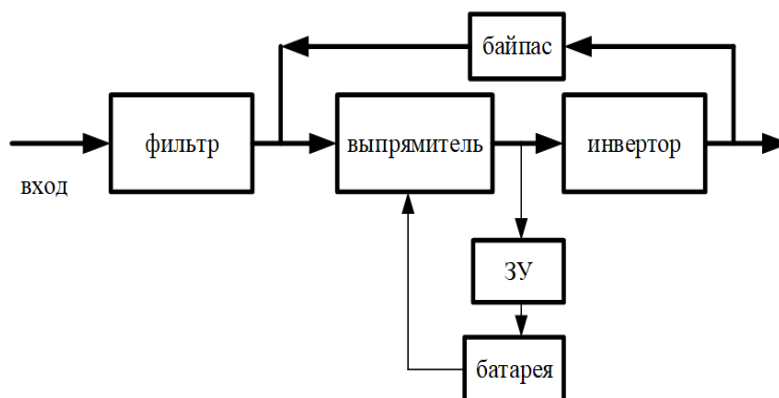 байпас
фильтр
выпрямитель
инвертор
вход
ЗУ
батарея